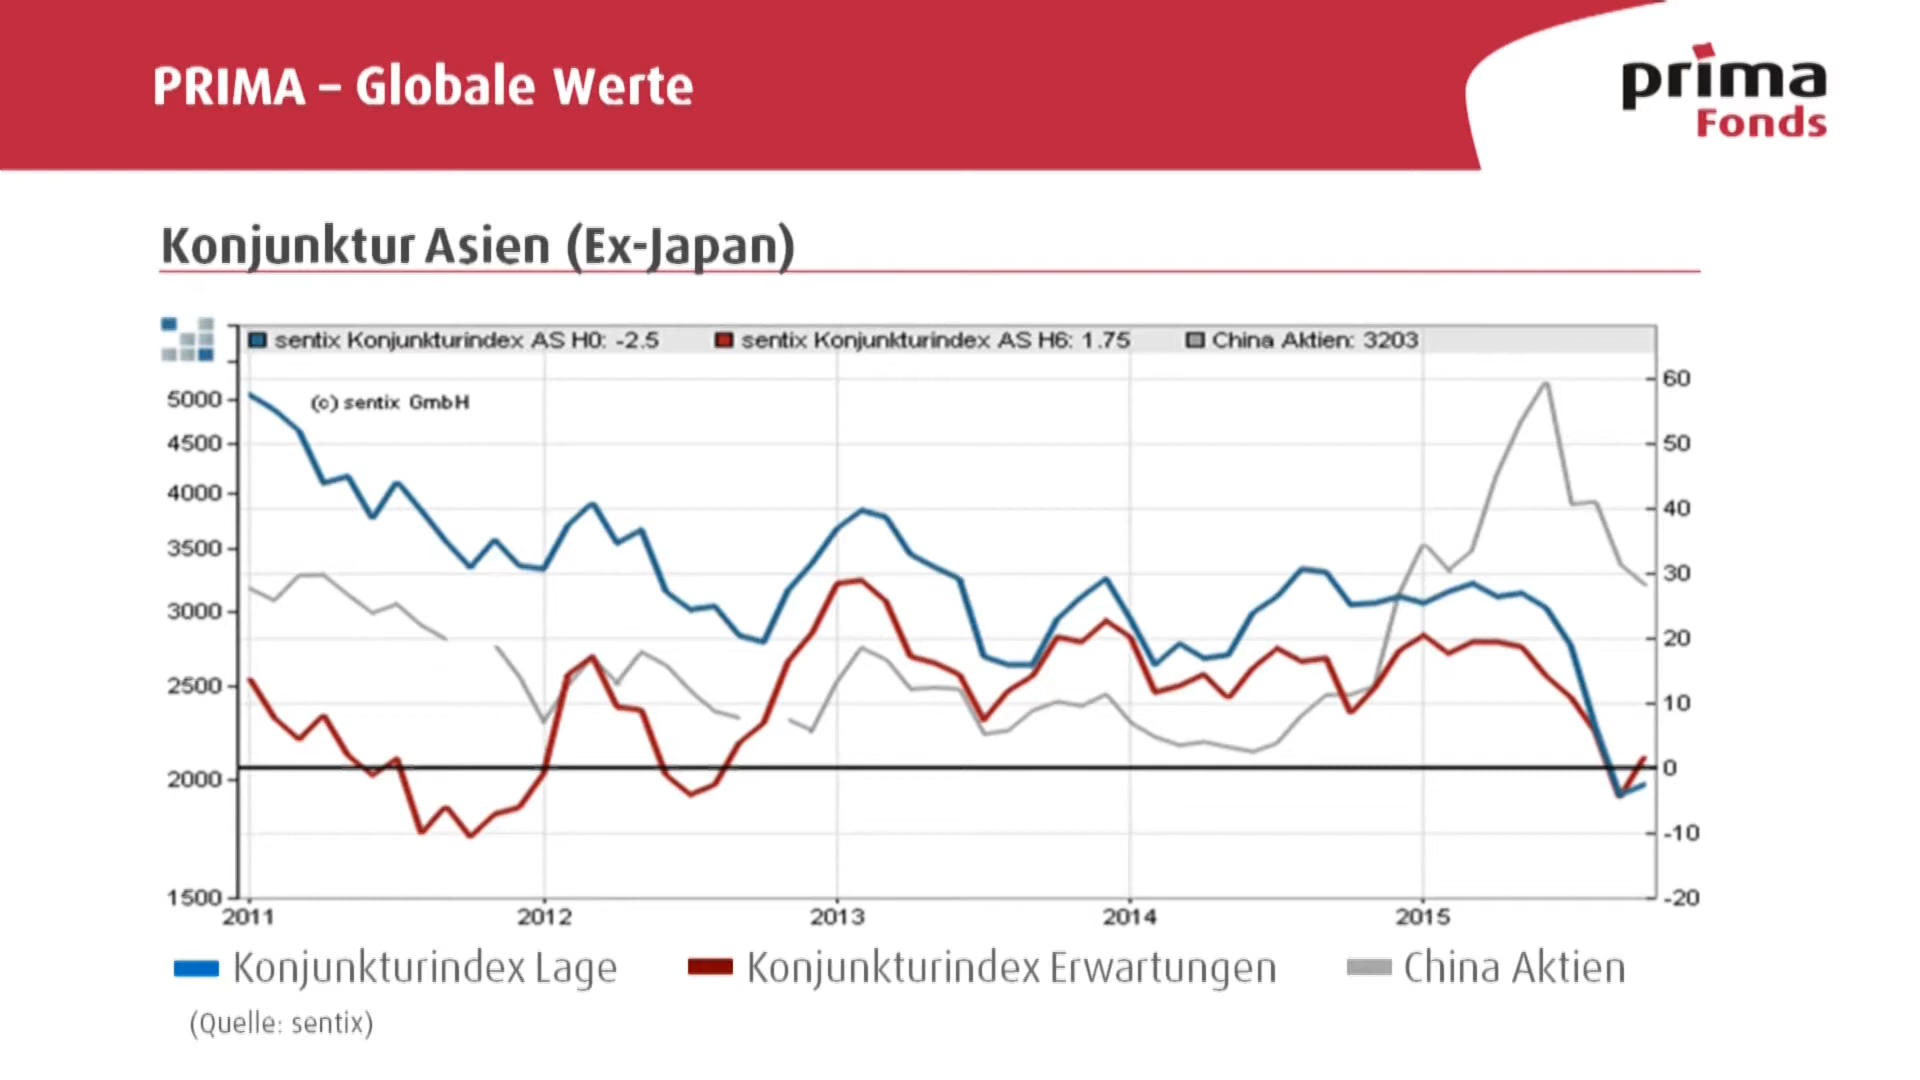 PRIMA – Globale Werte
prima
Fonds
Konjunktur Asien (Ex-Japan)
sentix Konjunkturindex AS H0: -2.5
sentix Konjunkturindex AS H6: 1.75
China Aktien: 3203
(c) sentix GmbH
5000
4500
4000
3500
3000
2500
2000
1500
60
50
40
30
20
10
0
-10
-20
2011
2012
2013
2014
2015
Konjunkturindex Lage
Konjunkturindex Erwartungen
China Aktien
(Quelle: sentix)